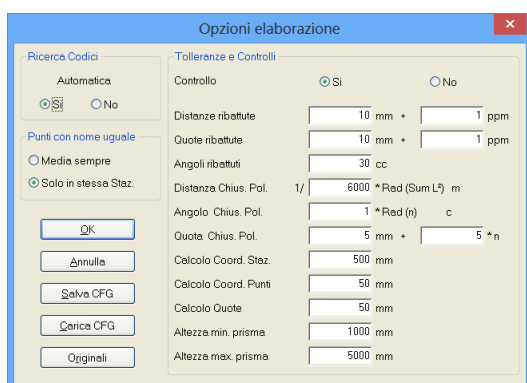 Opzioni elaborazione
Ricerca Codici
Automatica
Si No
Punti con nome uguale
Media sempre
Solo in stessa Staz.
OK
Annulla
Salva CFG
Carica CFG
Originali
Tolleranze e Controlli
Controllo Si No
Distanze ribattute 10 mm + 1 ppm
Quote ribattute 10 mm + 1 ppm
Angoli ribattuti 30 cc
Distanza Chius. Pol. 1/ 6000 * Rad (Sum L²) m
Angolo Chius. Pol. 1 * Rad (n) c
Quota Chius. Pol. 5 mm + 5 * n
Calcolo Coord. Staz. 500 mm
Calcolo Coord. Punti 50 mm
Calcolo Quote 50 mm
Altezza min. prisma 1000 mm
Altezza max. prisma 5000 mm